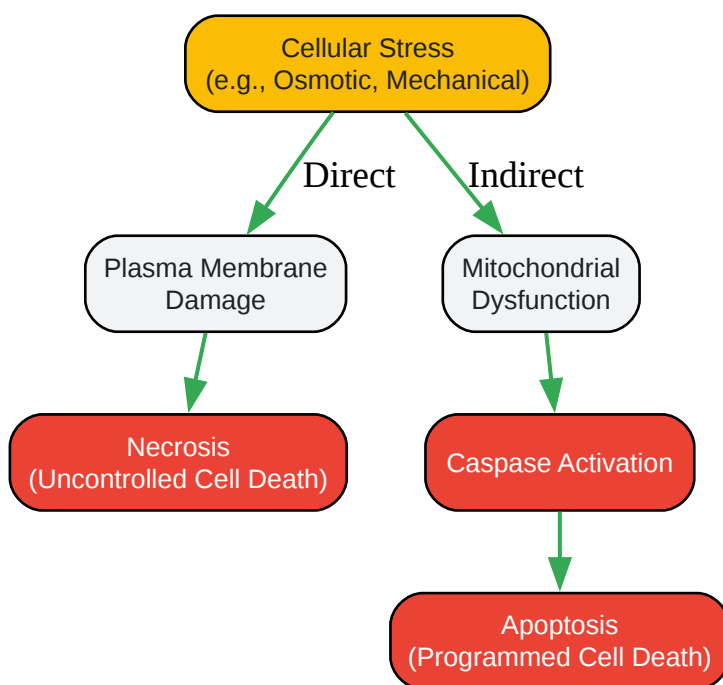 Cellular Stress
(e.g., Osmotic, Mechanical)
Direct
Indirect
Plasma Membrane
Damage
Mitochondrial
Dysfunction
Necrosis
(Uncontrolled Cell Death)
Caspase Activation
Apoptosis
(Programmed Cell Death)